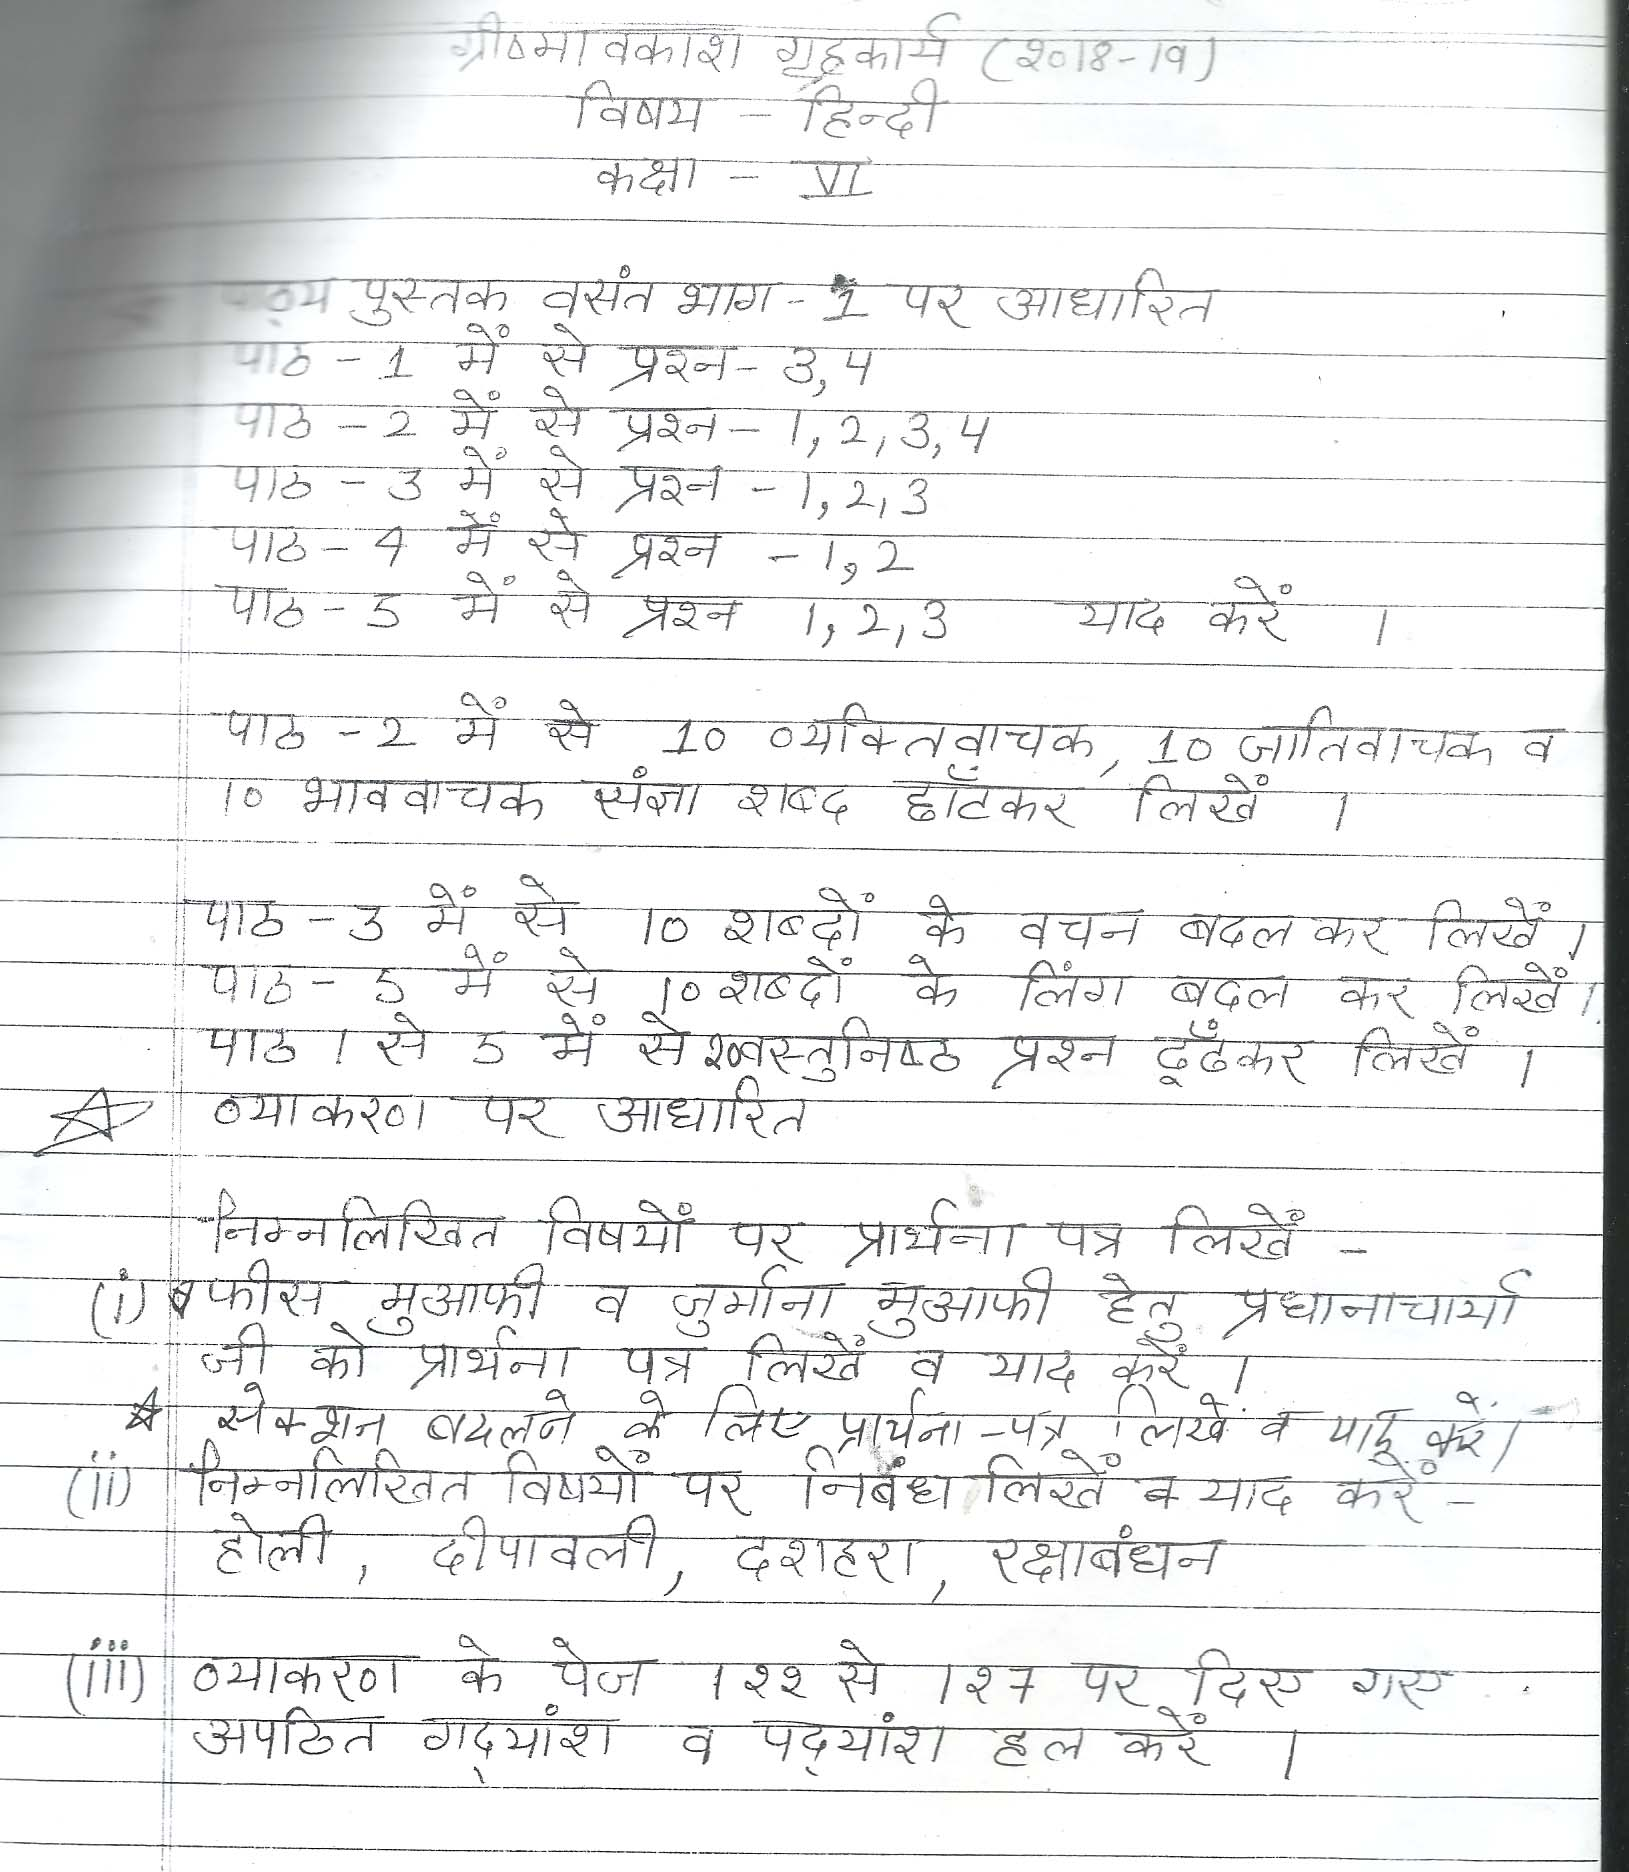 ग्रीष्मावकाश गृहकार्य (२०18-19)
विषय - हिन्दी
कक्षा - VI
पाठ्य पुस्तक वसंत भाग - 1 पर आधारित
पाठ - 1 में से प्रश्न - 3, 4
पाठ - 2 में से प्रश्न - 1, 2, 3, 4
पाठ - 3 में से प्रश्न - 1, 2, 3
पाठ - 4 में से प्रश्न - 1, 2
पाठ - 5 में से प्रश्न 1, 2, 3 याद करें ।
पाठ - 2 में से 10 व्यक्तिवाचक, 10 जातिवाचक व
10 भाववाचक संज्ञा शब्द छाँटकर लिखें ।
पाठ - 3 में से 10 शब्दों के वचन बदल कर लिखें ।
पाठ - 5 में से 10 शब्दों के लिंग बदल कर लिखें ।
पाठ 1 से 5 में से २० वस्तुनिष्ठ प्रश्न ढूँढकर लिखें ।
व्याकरण पर आधारित
निम्नलिखित विषयों पर प्रार्थना पत्र लिखें -
(i) फीस मुआफी व जुर्माना मुआफी हेतु प्रधानाचार्या
जी को प्रार्थना पत्र लिखें व याद करें ।
सेक्शन बदलने के लिए प्रार्थना-पत्र लिखें व याद करें ।
(ii) निम्नलिखित विषयों पर निबंध लिखें व याद करें -
होली, दीपावली, दशहरा, रक्षाबंधन
(iii) व्याकरण के पेज 1२२ से 1२7 पर दिए गए
अपठित गद्यांश व पद्यांश हल करें ।